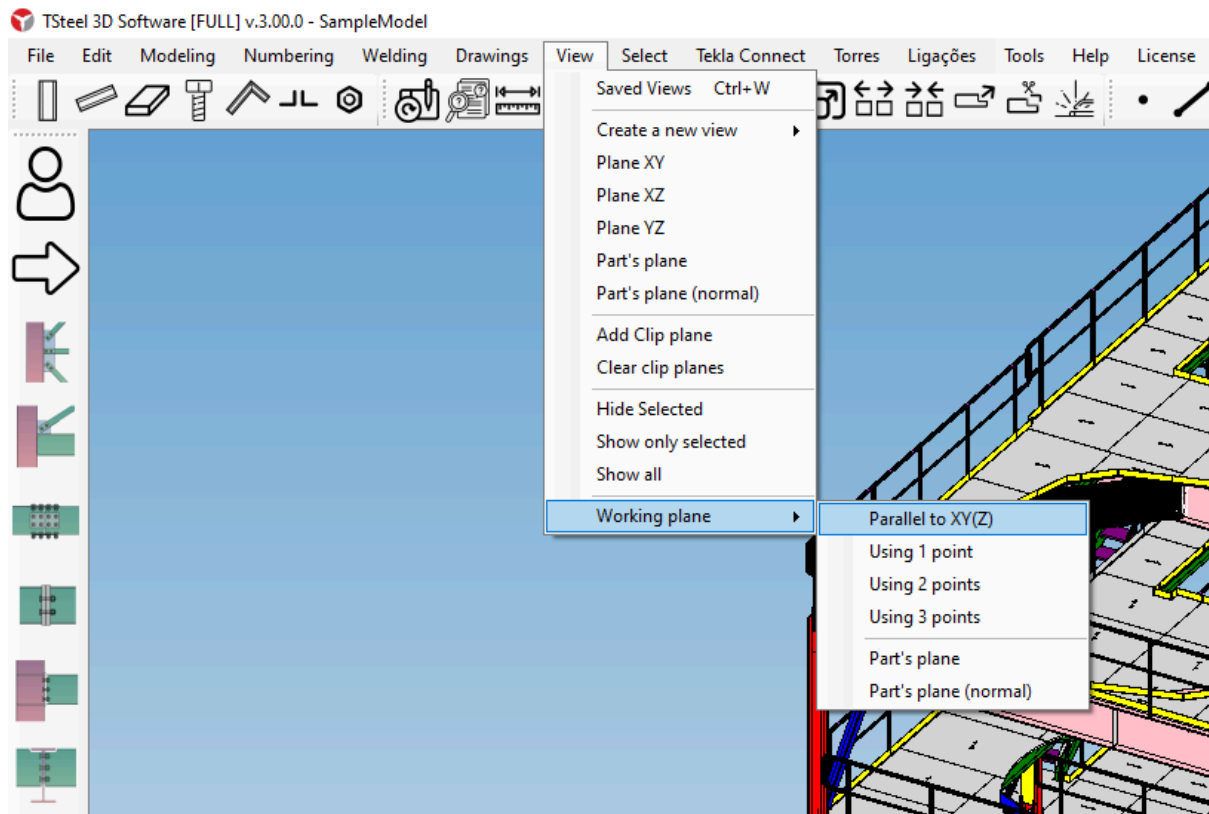 TSteel 3D Software [FULL] v.3.00.0 - SampleModel
File Edit Modeling Numbering Welding Drawings View Select Tekla Connect Torres Ligações Tools Help License
Saved Views Ctrl+W
Create a new view
Plane XY
Plane XZ
Plane YZ
Part's plane
Part's plane (normal)
Add Clip plane
Clear clip planes
Hide Selected
Show only selected
Show all
Working plane
Parallel to XY(Z)
Using 1 point
Using 2 points
Using 3 points
Part's plane
Part's plane (normal)